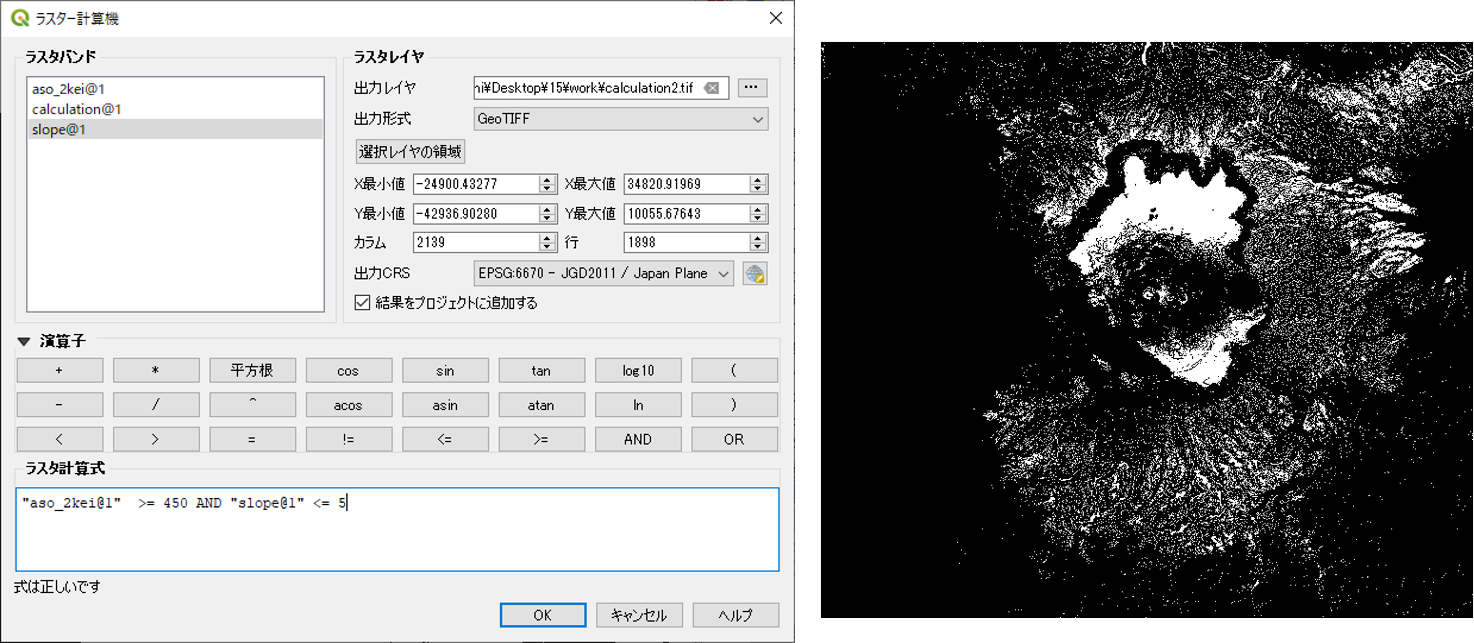 ラスター計算機
ラスタバンド
aso_2kei@1
calculation@1
slope@1
ラスタレイヤ
出力レイヤ ni¥Desktop¥15¥work¥calculation2.tif ...
出力形式 GeoTIFF
選択レイヤの領域
X最小値 -24900.43277 X最大値 34820.91969
Y最小値 -42936.90280 Y最大値 10055.67643
カラム 2139 行 1898
出力CRS EPSG:6670 - JGD2011 / Japan Plane
結果をプロジェクトに追加する
演算子
+ * 平方根 cos sin tan log10 (
- / ^ acos asin atan ln )
< > = != <= >= AND OR
ラスタ計算式
"aso_2kei@1"  >= 450 AND "slope@1" <= 5
式は正しいです
OK キャンセル ヘルプ